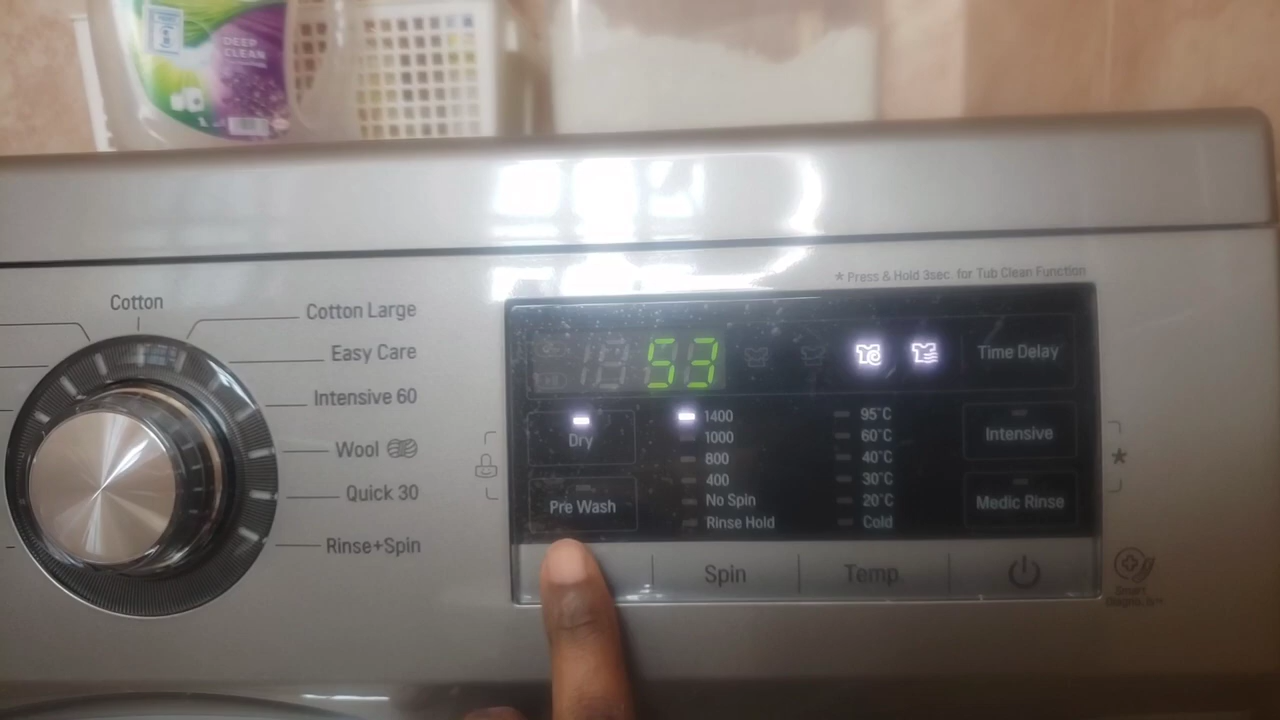 DEEP
CLEAN
* Press & Hold 3sec. for Tub Clean Function
Cotton
Cotton Large
Easy Care
Intensive 60
Wool
Quick 30
Rinse+Spin
53
Time Delay
Dry
1400
1000
800
400
No Spin
Rinse Hold
95°C
60°C
40°C
30°C
20°C
Cold
Intensive
*
Pre Wash
Medic Rinse
Spin
Temp.
Smart
Diagnosis™